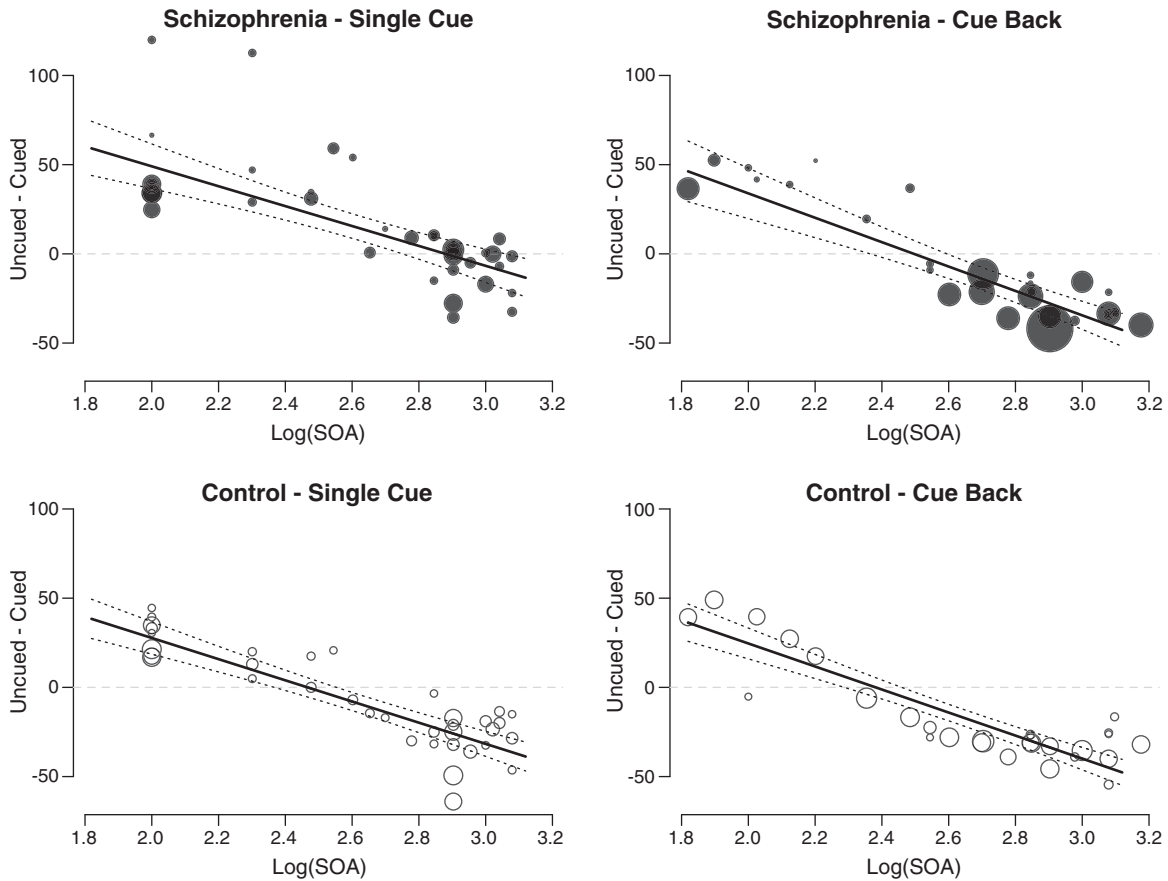 Schizophrenia - Single Cue
Uncued - Cued
100
50
0
-50
1.8 2.0 2.2 2.4 2.6 2.8 3.0 3.2
Log(SOA)
Schizophrenia - Cue Back
Uncued - Cued
100
50
0
-50
1.8 2.0 2.2 2.4 2.6 2.8 3.0 3.2
Log(SOA)
Control - Single Cue
Uncued - Cued
100
50
0
-50
1.8 2.0 2.2 2.4 2.6 2.8 3.0 3.2
Log(SOA)
Control - Cue Back
Uncued - Cued
100
50
0
-50
1.8 2.0 2.2 2.4 2.6 2.8 3.0 3.2
Log(SOA)